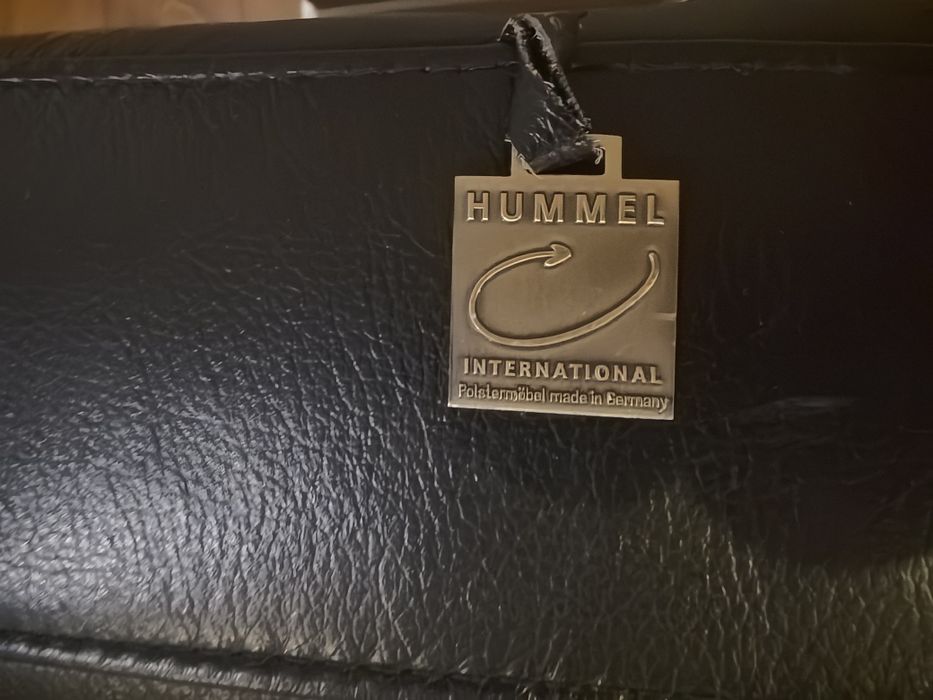 HUMMEL
INTERNATIONAL
Polstermöbel made in Germany